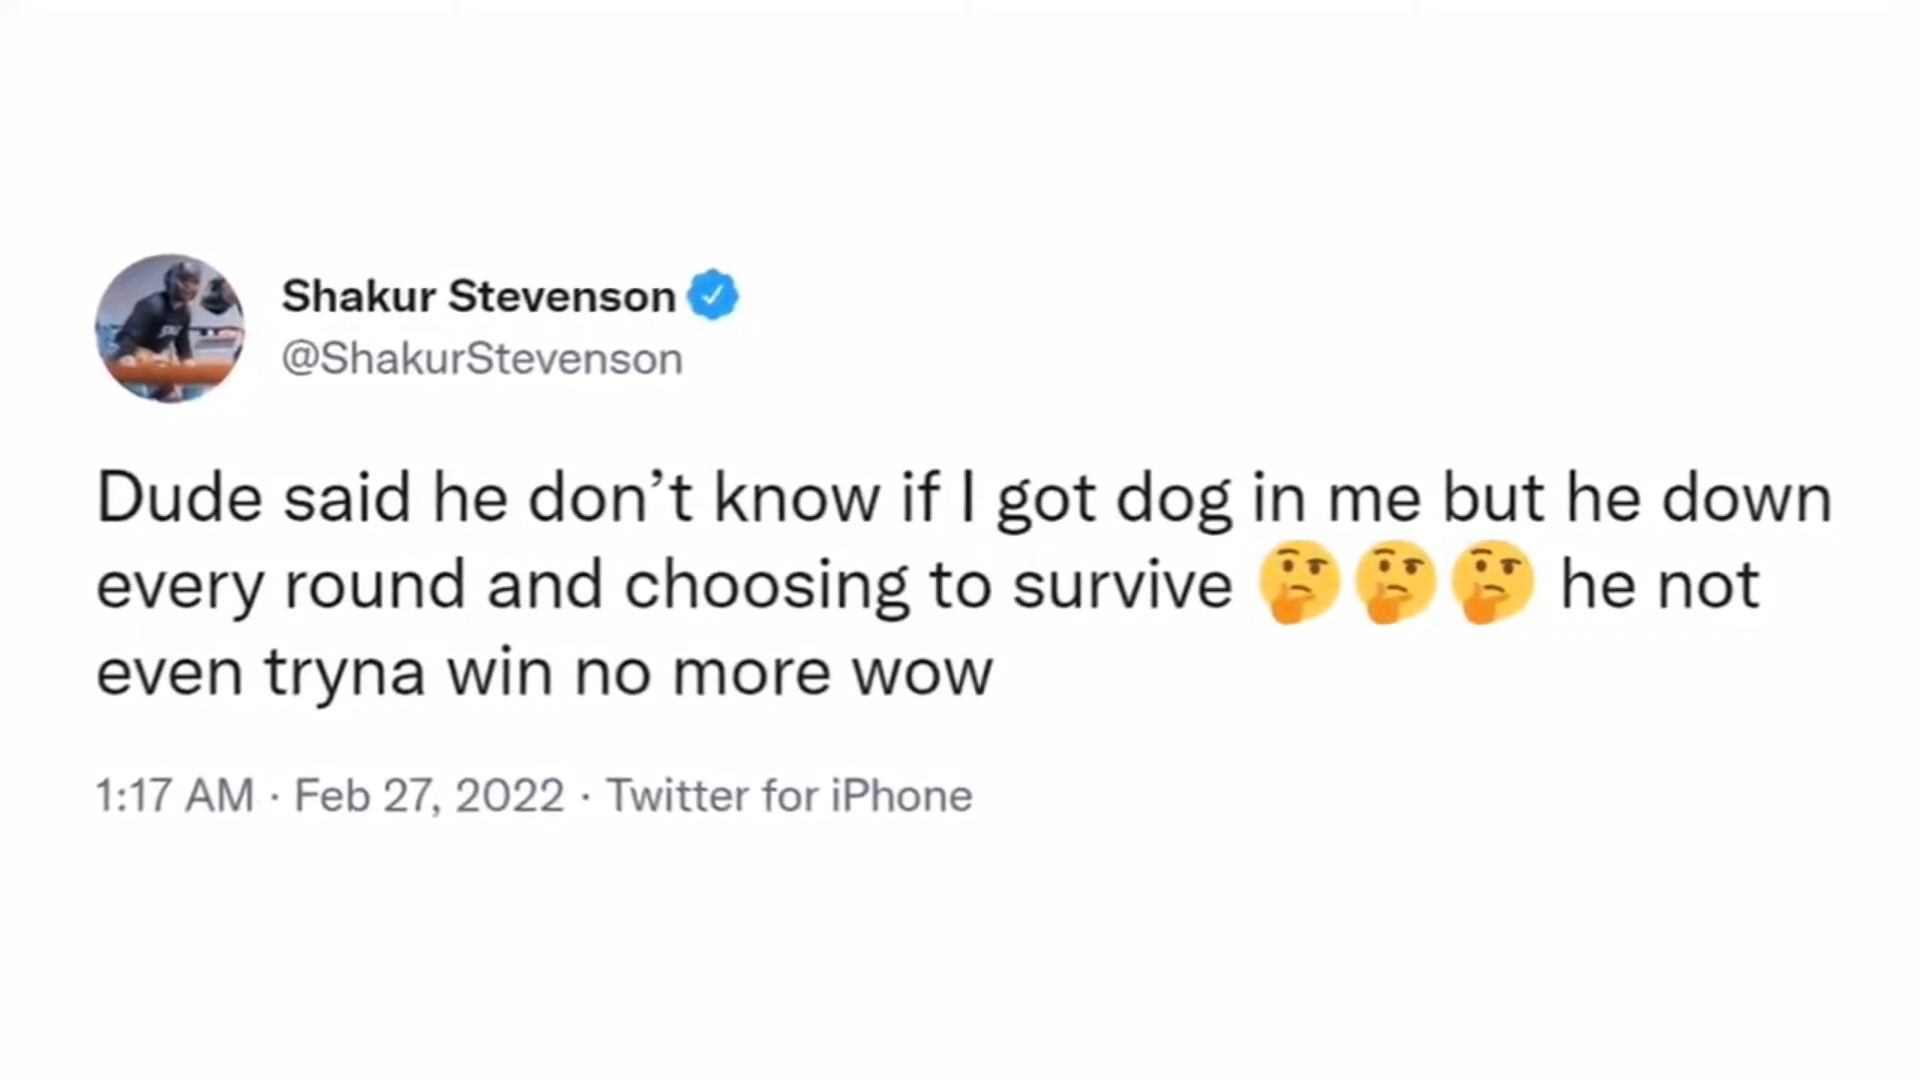 Shakur Stevenson
@ShakurStevenson
Dude said he don’t know if I got dog in me but he down
every round and choosing to survive 🤔🤔🤔 he not
even tryna win no more wow
1:17 AM · Feb 27, 2022 · Twitter for iPhone